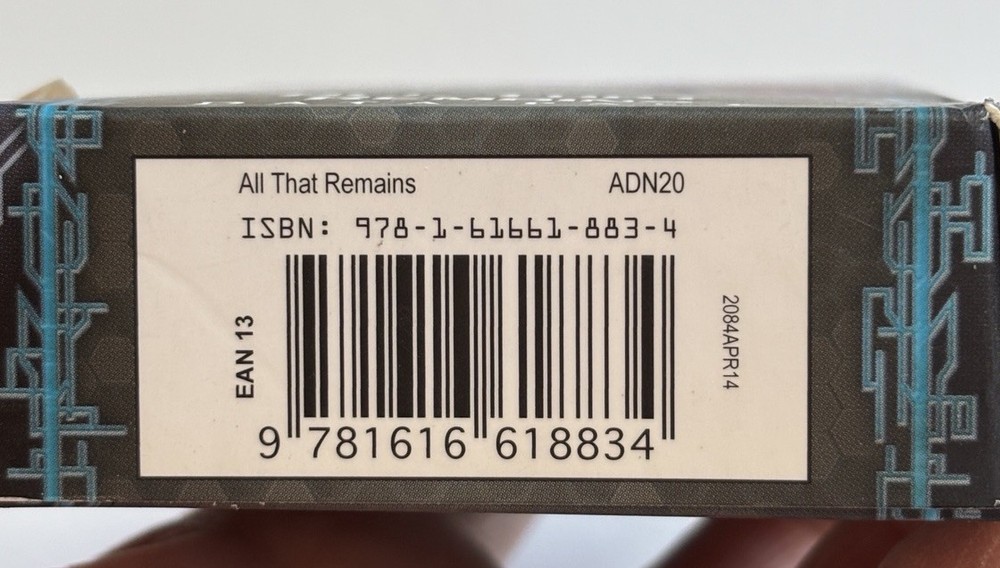 All That Remains ADN20
ISBN: 978-1-61661-883-4
EAN 13
2084APR14
9 781616 618834